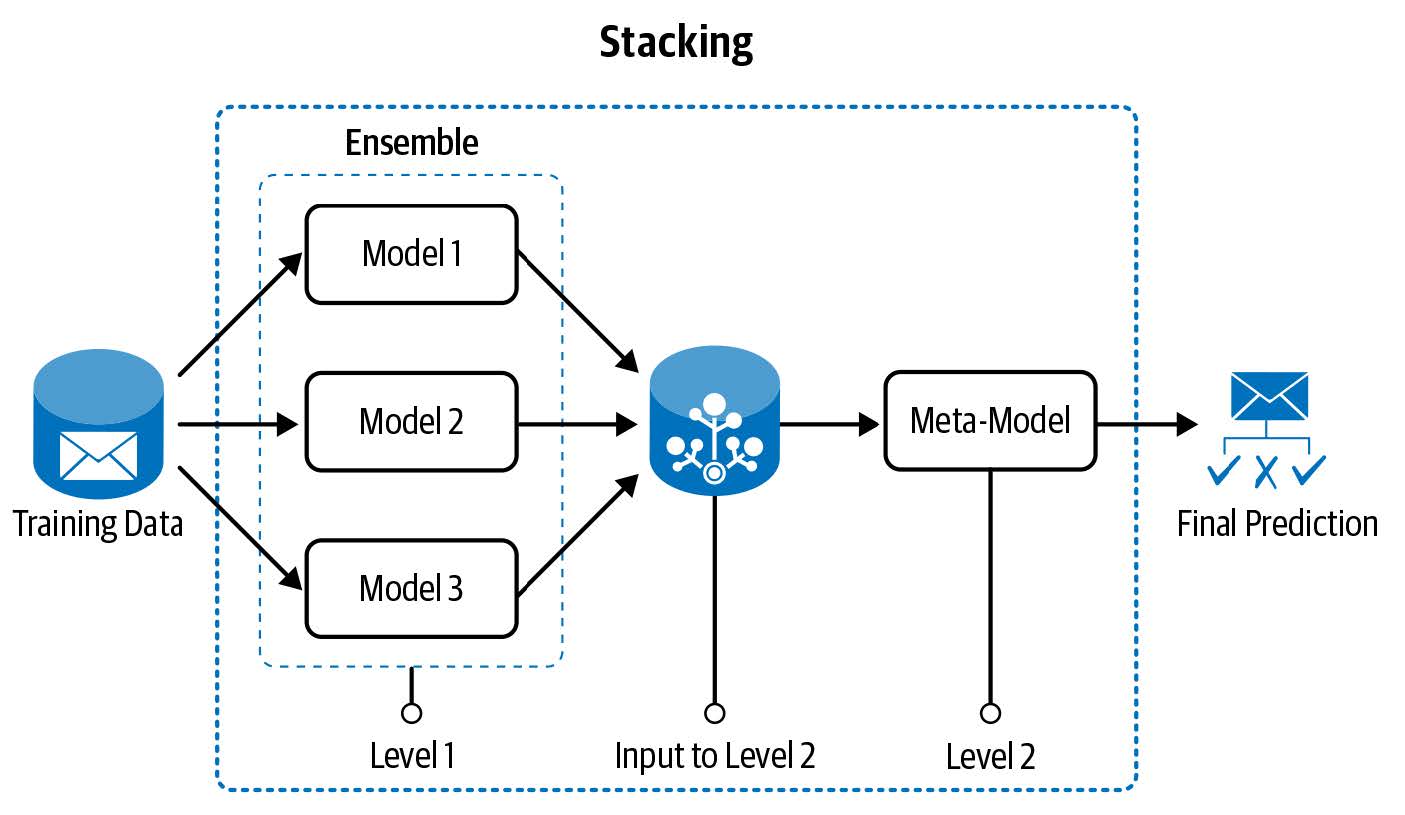 Stacking
Ensemble
Model 1
Model 2
Model 3
Training Data
Meta-Model
Final Prediction
Level 1
Input to Level 2
Level 2